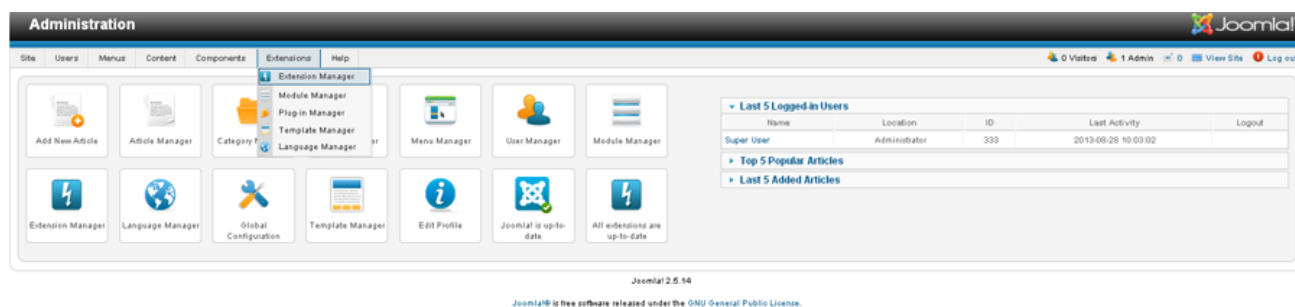 Administration
Joomla!
Site Users Menus Content Components Extensions Help
0 Visitors 1 Admin 0 View Site Log out
Extension Manager
Module Manager
Plug-in Manager
Template Manager
Language Manager
Add New Article Article Manager Category Menu Manager User Manager Module Manager
Extension Manager Language Manager Global Configuration Template Manager Edit Profile Joomla! is up-to-date All extensions are up-to-date
Last 5 Logged-in Users
Name Location ID Last Activity Logout
Super User Administrator 333 2013-08-28 10:03:02
Top 5 Popular Articles
Last 5 Added Articles
Joomla! 2.5.14
Joomla!® is free software released under the GNU General Public License.